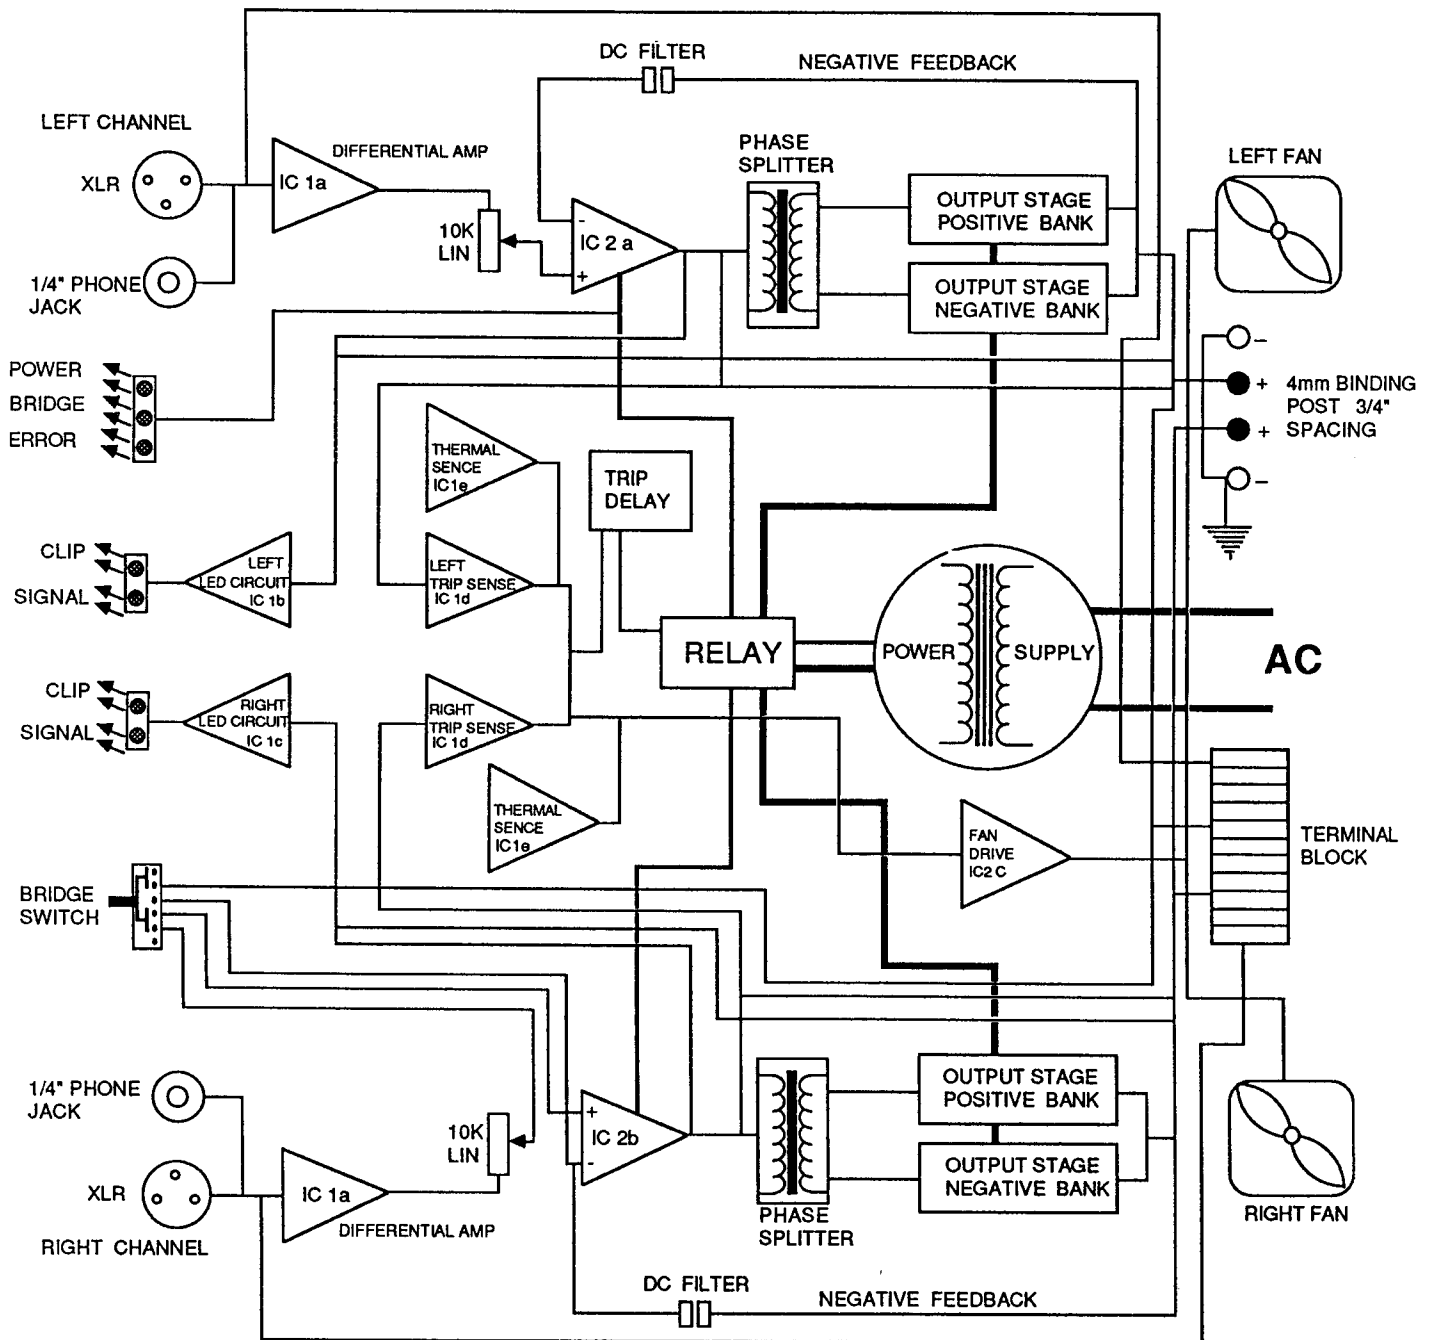 DC FILTER
NEGATIVE FEEDBACK
LEFT CHANNEL
DIFFERENTIAL AMP
PHASE
SPLITTER
LEFT FAN
XLR
IC 1a
10K
LIN
-
IC 2 a
+
OUTPUT STAGE
POSITIVE BANK
1/4" PHONE
JACK
OUTPUT STAGE
NEGATIVE BANK
POWER
BRIDGE
ERROR
-
+
+
-
4mm BINDING
POST 3/4"
SPACING
THERMAL
SENCE
IC1e
TRIP
DELAY
CLIP
SIGNAL
LEFT
LED CIRCUIT
IC 1b
LEFT
TRIP SENSE
IC 1d
RELAY
POWER
SUPPLY
AC
CLIP
SIGNAL
RIGHT
LED CIRCUIT
IC 1c
RIGHT
TRIP SENSE
IC 1d
THERMAL
SENCE
IC1e
FAN
DRIVE
IC2 C
TERMINAL
BLOCK
BRIDGE
SWITCH
1/4" PHONE
JACK
10K
LIN
+
IC 2b
-
OUTPUT STAGE
POSITIVE BANK
OUTPUT STAGE
NEGATIVE BANK
XLR
IC 1a
DIFFERENTIAL AMP
RIGHT CHANNEL
PHASE
SPLITTER
RIGHT FAN
DC FILTER
NEGATIVE FEEDBACK